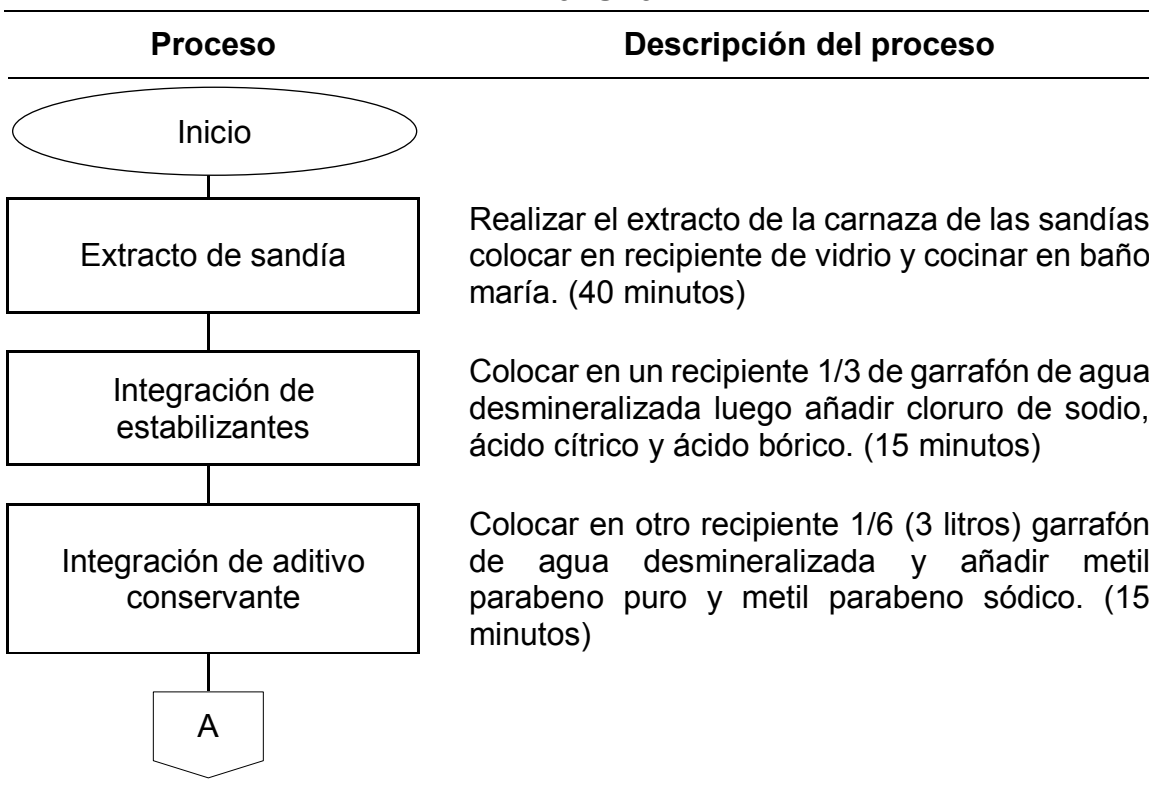 Proceso Descripción del proceso
Inicio
Extracto de sandía
Realizar el extracto de la carnaza de las sandías
colocar en recipiente de vidrio y cocinar en baño
maría. (40 minutos)
Integración de
estabilizantes
Colocar en un recipiente 1/3 de garrafón de agua
desmineralizada luego añadir cloruro de sodio,
ácido cítrico y ácido bórico. (15 minutos)
Integración de aditivo
conservante
Colocar en otro recipiente 1/6 (3 litros) garrafón
de agua desmineralizada y añadir metil
parabeno puro y metil parabeno sódico. (15
minutos)
A